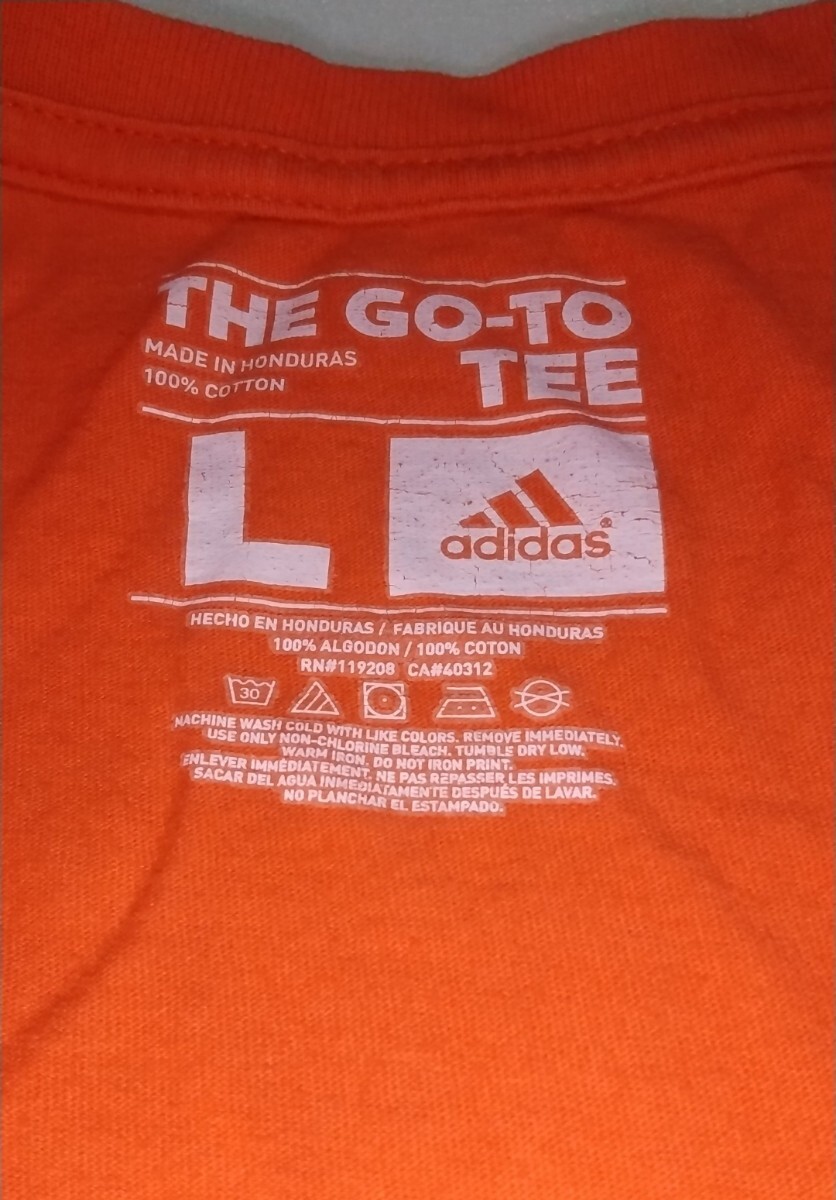 THE GO-TO
TEE
MADE IN HONDURAS
100% COTTON
L
adidas®
HECHO EN HONDURAS / FABRIQUE AU HONDURAS
100% ALGODON / 100% COTON
RN#119208 CA#40312
30
MACHINE WASH COLD WITH LIKE COLORS. REMOVE IMMEDIATELY.
USE ONLY NON-CHLORINE BLEACH. TUMBLE DRY LOW.
WARM IRON. DO NOT IRON PRINT.
ENLEVER IMMÉDIATEMENT. NE PAS REPASSER LES IMPRIMES.
SACAR DEL AGUA INMEDIATAMENTE DESPUÉS DE LAVAR.
NO PLANCHAR EL ESTAMPADO.